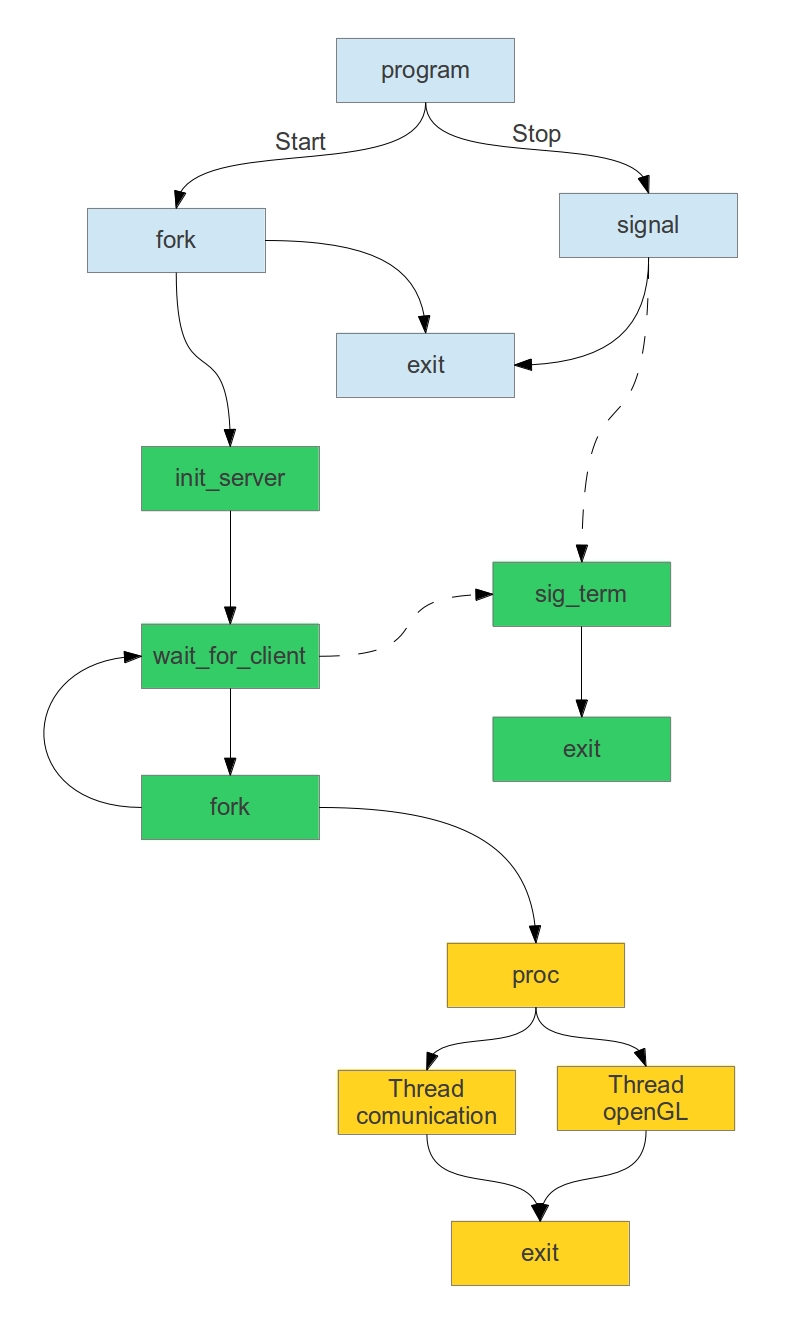 program
Start
Stop
fork
signal
exit
init_server
sig_term
wait_for_client
exit
fork
proc
Thread
comunication
Thread
openGL
exit